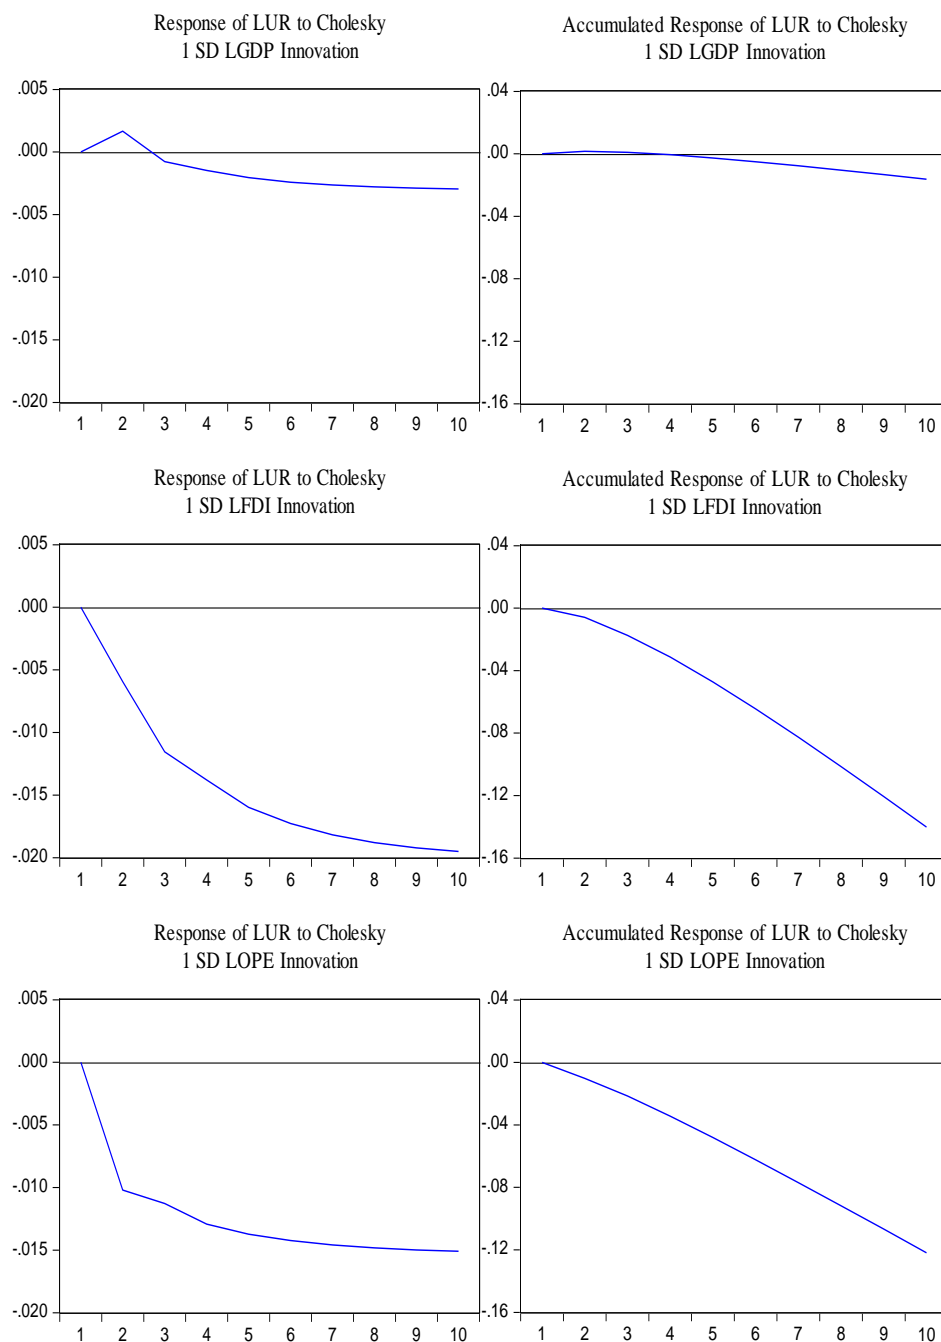 Response of LUR to Cholesky
1 SD LGDP Innovation
.005
.000
-.005
-.010
-.015
-.020
1 2 3 4 5 6 7 8 9 10
Accumulated Response of LUR to Cholesky
1 SD LGDP Innovation
.04
.00
-.04
-.08
-.12
-.16
1 2 3 4 5 6 7 8 9 10
Response of LUR to Cholesky
1 SD LFDI Innovation
.005
.000
-.005
-.010
-.015
-.020
1 2 3 4 5 6 7 8 9 10
Accumulated Response of LUR to Cholesky
1 SD LFDI Innovation
.04
.00
-.04
-.08
-.12
-.16
1 2 3 4 5 6 7 8 9 10
Response of LUR to Cholesky
1 SD LOPE Innovation
.005
.000
-.005
-.010
-.015
-.020
1 2 3 4 5 6 7 8 9 10
Accumulated Response of LUR to Cholesky
1 SD LOPE Innovation
.04
.00
-.04
-.08
-.12
-.16
1 2 3 4 5 6 7 8 9 10